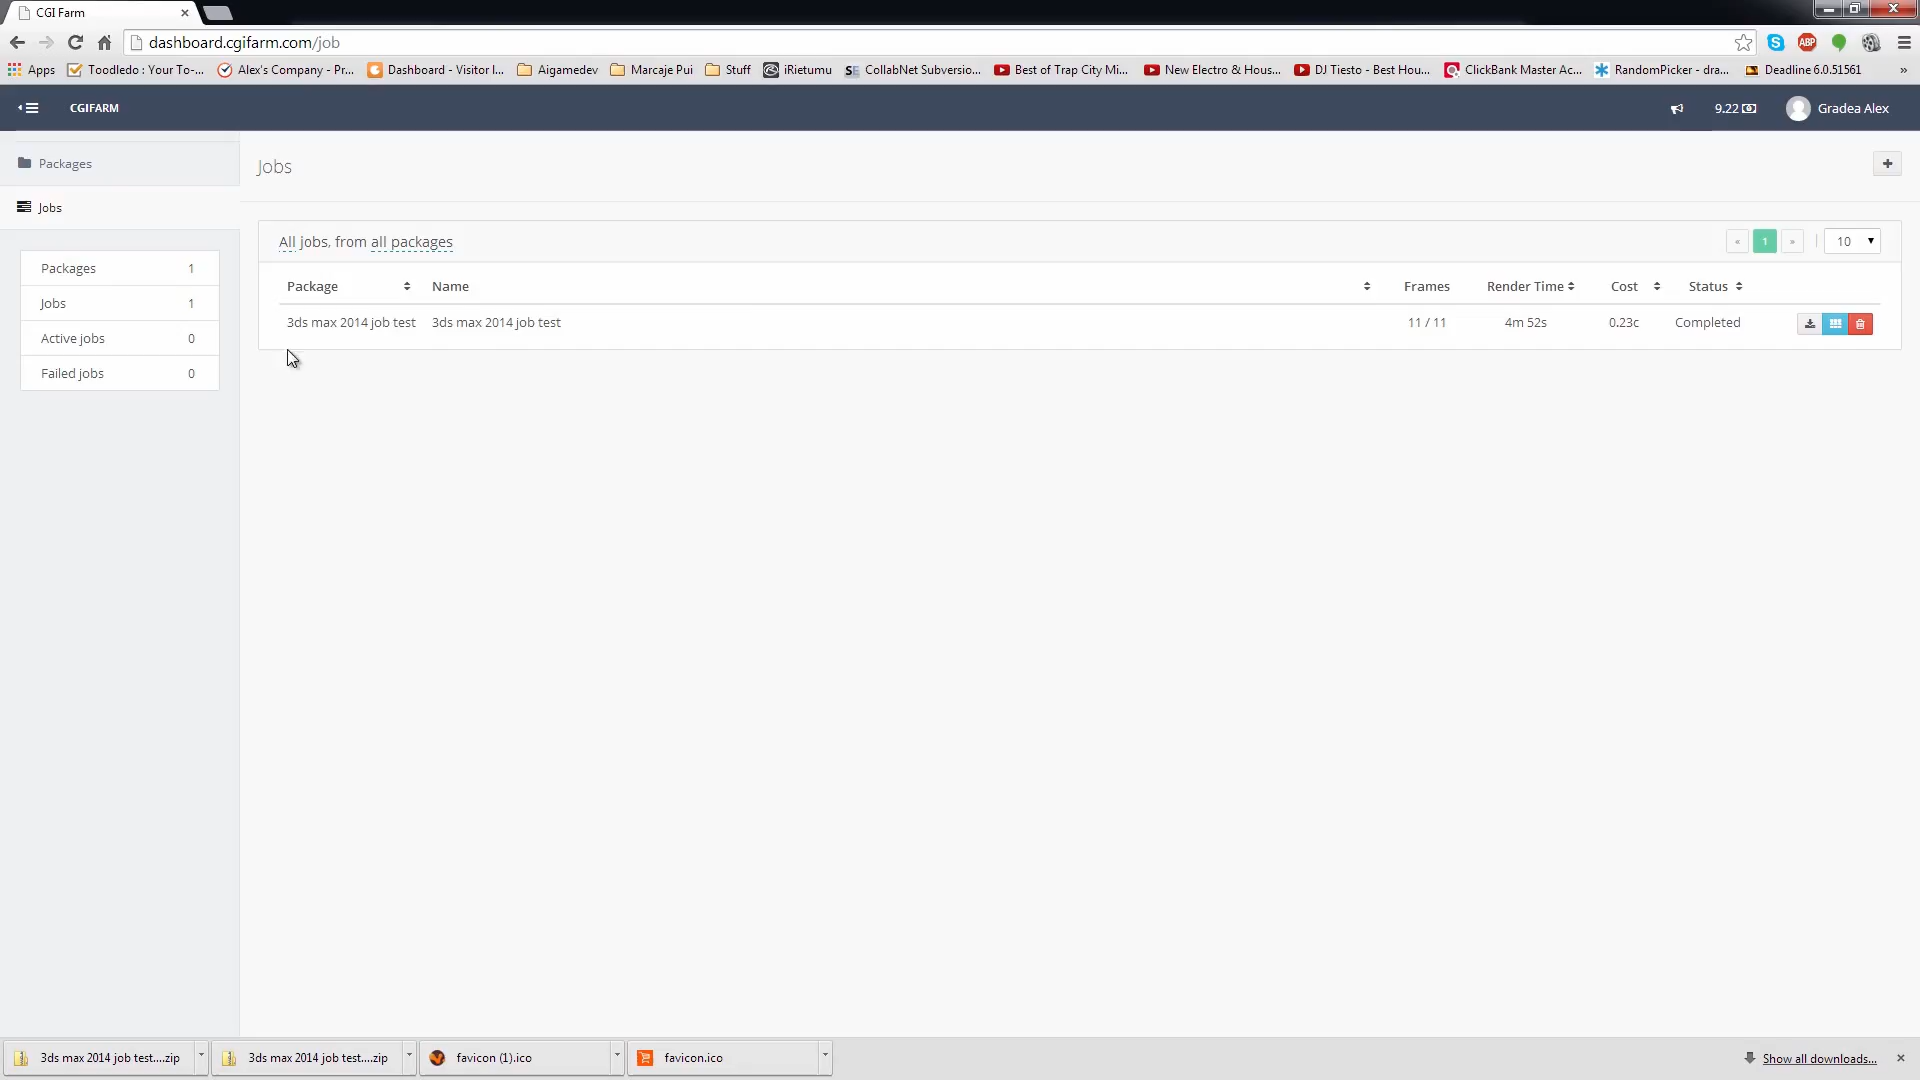 CGI Farm
dashboard.cgifarm.com/job
Apps
Toodledo : Your To-...
Alex's Company - Pr...
Dashboard - Visitor I...
Aigamedev
Marcaje Pui
Stuff
iRietumu
CollabNet Subversio...
Best of Trap City Mi...
New Electro & Hous...
DJ Tiesto - Best Hou...
ClickBank Master Ac...
RandomPicker - dra...
Deadline 6.0.51561
»
CGIFARM
9.22
Gradea Alex
Packages
Jobs
Packages 1
Jobs 1
Active jobs 0
Failed jobs 0
Jobs
All jobs, from all packages
« 1 » | 10
Package Name Frames Render Time Cost Status
3ds max 2014 job test 3ds max 2014 job test 11 / 11 4m 52s 0.23c Completed
3ds max 2014 job test....zip
3ds max 2014 job test....zip
favicon (1).ico
favicon.ico
Show all downloads...